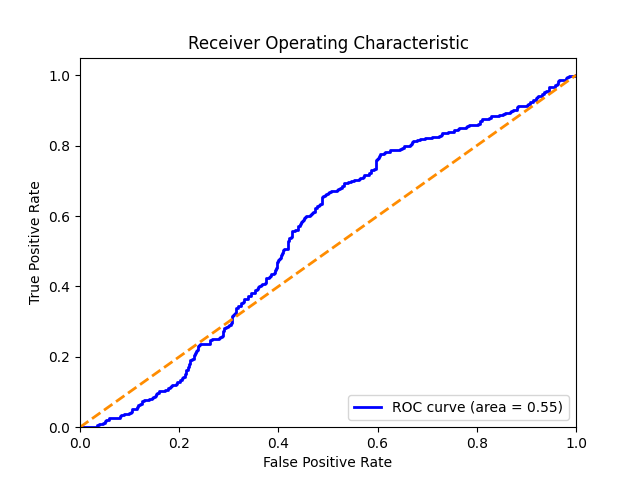 Receiver Operating Characteristic
1.0
0.8
0.6
0.4
0.2
0.0
True Positive Rate
ROC curve (area = 0.55)
0.0 0.2 0.4 0.6 0.8 1.0
False Positive Rate